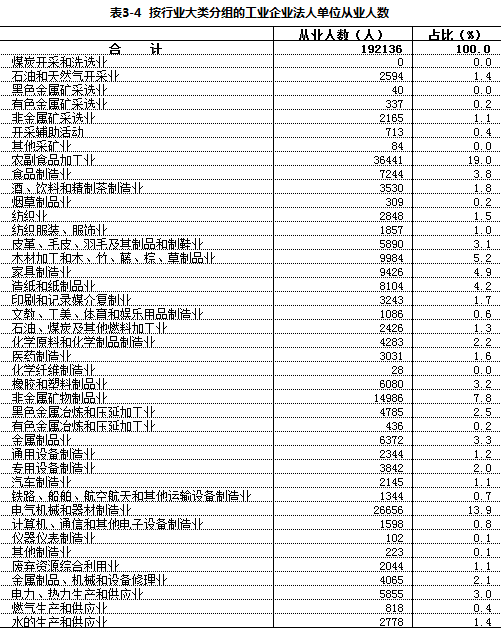 表3-4 按行业大类分组的工业企业法人单位从业人数
从业人数（人） 占比（%）
合 计 192136 100.0
煤炭开采和洗选业 0 0.0
石油和天然气开采业 2594 1.4
黑色金属矿采选业 40 0.0
有色金属矿采选业 337 0.2
非金属矿采选业 2165 1.1
开采辅助活动 713 0.4
其他采矿业 84 0.0
农副食品加工业 36441 19.0
食品制造业 7244 3.8
酒、饮料和精制茶制造业 3530 1.8
烟草制品业 309 0.2
纺织业 2848 1.5
纺织服装、服饰业 1857 1.0
皮革、毛皮、羽毛及其制品和制鞋业 5890 3.1
木材加工和木、竹、藤、棕、草制品业 9984 5.2
家具制造业 9426 4.9
造纸和纸制品业 8104 4.2
印刷和记录媒介复制业 3243 1.7
文教、工美、体育和娱乐用品制造业 1086 0.6
石油、煤炭及其他燃料加工业 2426 1.3
化学原料和化学制品制造业 4283 2.2
医药制造业 3031 1.6
化学纤维制造业 28 0.0
橡胶和塑料制品业 6080 3.2
非金属矿物制品业 14986 7.8
黑色金属冶炼和压延加工业 4785 2.5
有色金属冶炼和压延加工业 436 0.2
金属制品业 6372 3.3
通用设备制造业 2344 1.2
专用设备制造业 3842 2.0
汽车制造业 2145 1.1
铁路、船舶、航空航天和其他运输设备制造业 1344 0.7
电气机械和器材制造业 26656 13.9
计算机、通信和其他电子设备制造业 1598 0.8
仪器仪表制造业 102 0.1
其他制造业 223 0.1
废弃资源综合利用业 2044 1.1
金属制品、机械和设备修理业 4065 2.1
电力、热力生产和供应业 5855 3.0
燃气生产和供应业 818 0.4
水的生产和供应业 2778 1.4